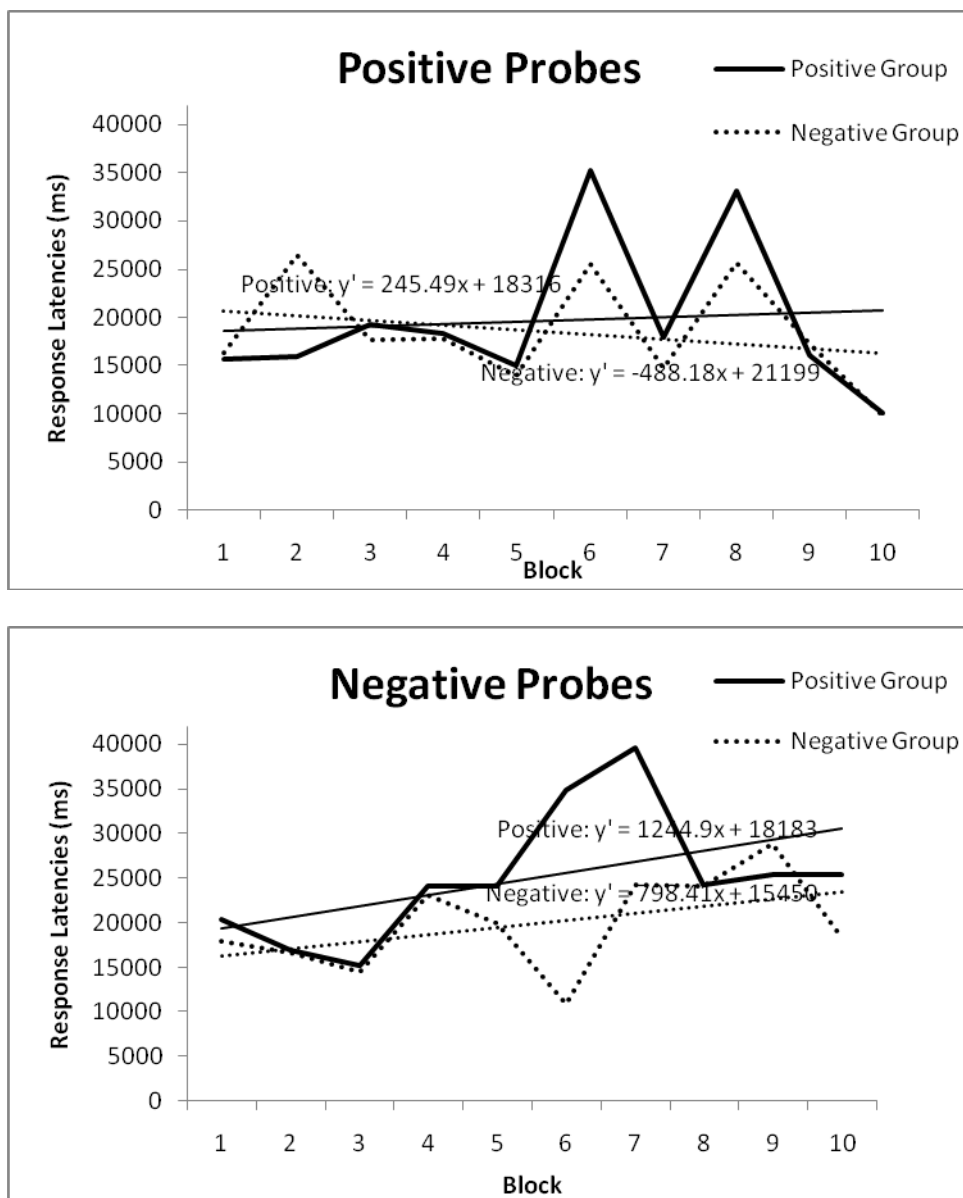 Positive Probes
Positive Group
Negative Group
Response Latencies (ms)
40000
35000
30000
25000
20000
15000
10000
5000
0
Positive: y' = 245.49x + 18316
Negative: y' = -488.18x + 21199
1 2 3 4 5 6 7 8 9 10
Block
Negative Probes
Positive Group
Negative Group
Response Latencies (ms)
40000
35000
30000
25000
20000
15000
10000
5000
0
Positive: y' = 1244.9x + 18183
Negative: y' = 798.41x + 15450
1 2 3 4 5 6 7 8 9 10
Block